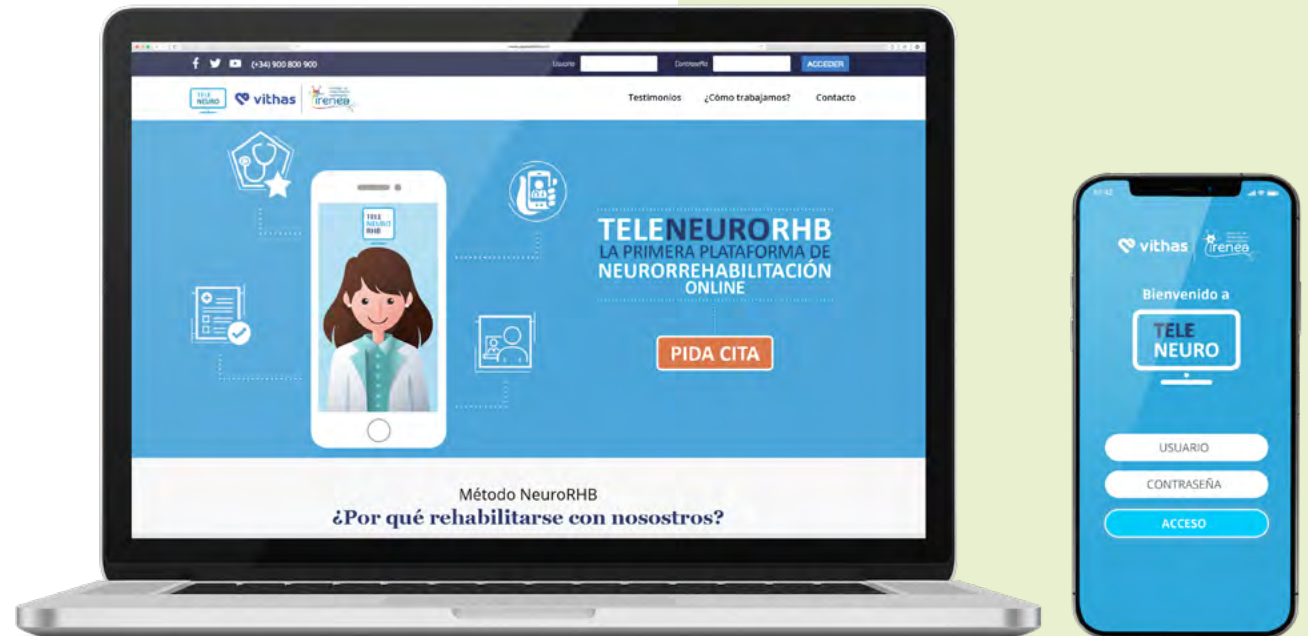 (+34) 900 800 900
Usuario
Contraseña
ACCEDER
TELE
NEURO
vithas
irenea
Testimonios ¿Cómo trabajamos? Contacto
TELE
NEURO
RHB
TELENEURORHB
LA PRIMERA PLATAFORMA DE
NEURORREHABILITACIÓN
ONLINE
PIDA CITA
Método NeuroRHB
¿Por qué rehabilitarse con nosostros?
vithas
irenea
Bienvenido a
TELE
NEURO
USUARIO
CONTRASEÑA
ACCESO